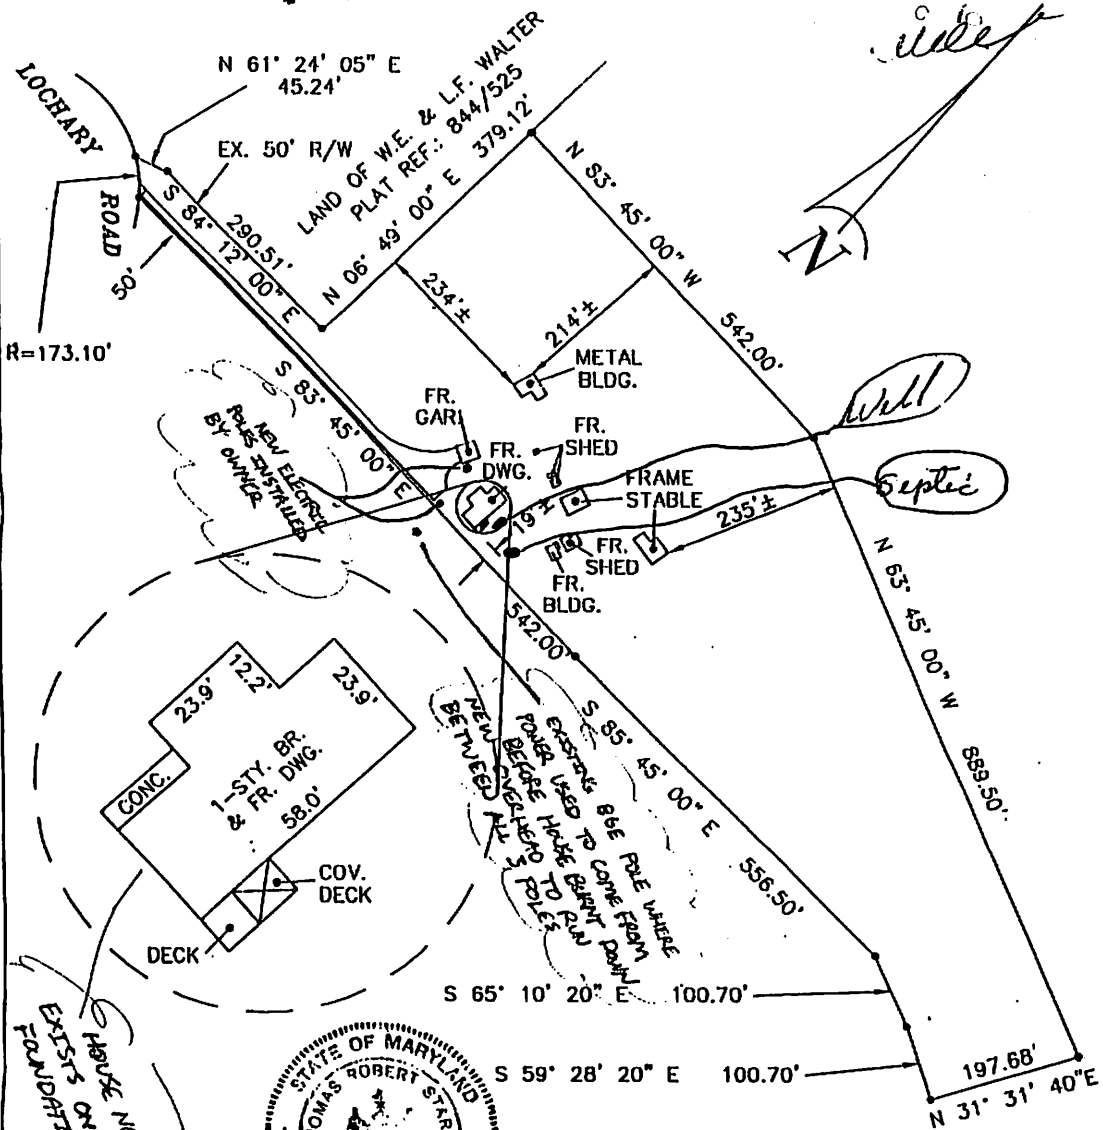 N 61° 24' 05" E
45.24'
LOCHARY
ROAD
EX. 50' R/W
LAND OF W.E. & L.F. WALTER
PLAT REF.: 844/525
N 06° 49' 00" E 379.12'
N 83° 45' 00" W 542.00'
N
S 84° 12' 00" E
290.51'
50'
R=173.10'
234'±
214'±
METAL
BLDG.
S 83° 45' 00" E
542.00'
FR.
GAR.
FR.
DWG.
FR.
SHED
FRAME
STABLE
19'±
235'±
Well
Septic
FR.
SHED
FR.
BLDG.
NEW ELECTRIC
POLES INSTALLED
BY OWNER
N 63° 45' 00" W 889.50'
S 85° 45' 00" E 556.50'
EXISTING BGE POLE WHERE
POWER USED TO COME FROM
BEFORE HOUSE BURNT DOWN
NEW OVERHEAD TO RUN
BETWEEN ALL 3 POLES
23.9'
12.2'
23.9'
CONC.
1-STY. BR.
& FR. DWG.
58.0'
COV.
DECK
DECK
S 65° 10' 20" E 100.70'
S 59° 28' 20" E 100.70'
197.68'
N 31° 31' 40"E
HOUSE
EXISTS
STATE OF MARYLAND
ROBERT